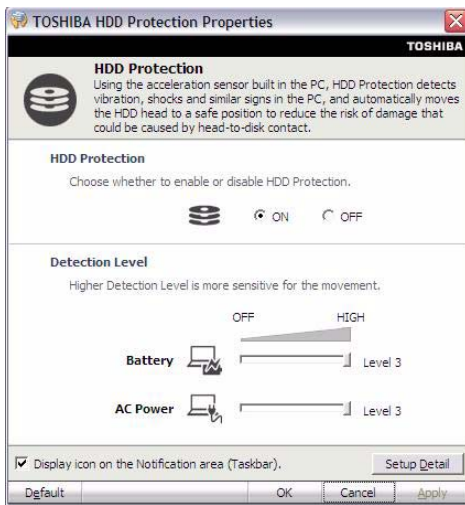 TOSHIBA HDD Protection Properties
TOSHIBA
HDD Protection
Using the acceleration sensor built in the PC, HDD Protection detects
vibration, shocks and similar signs in the PC, and automatically moves
the HDD head to a safe position to reduce the risk of damage that
could be caused by head-to-disk contact.
HDD Protection
Choose whether to enable or disable HDD Protection.
ON OFF
Detection Level
Higher Detection Level is more sensitive for the movement.
OFF HIGH
Battery Level 3
AC Power Level 3
Display icon on the Notification area (Taskbar). Setup Detail
Default OK Cancel Apply